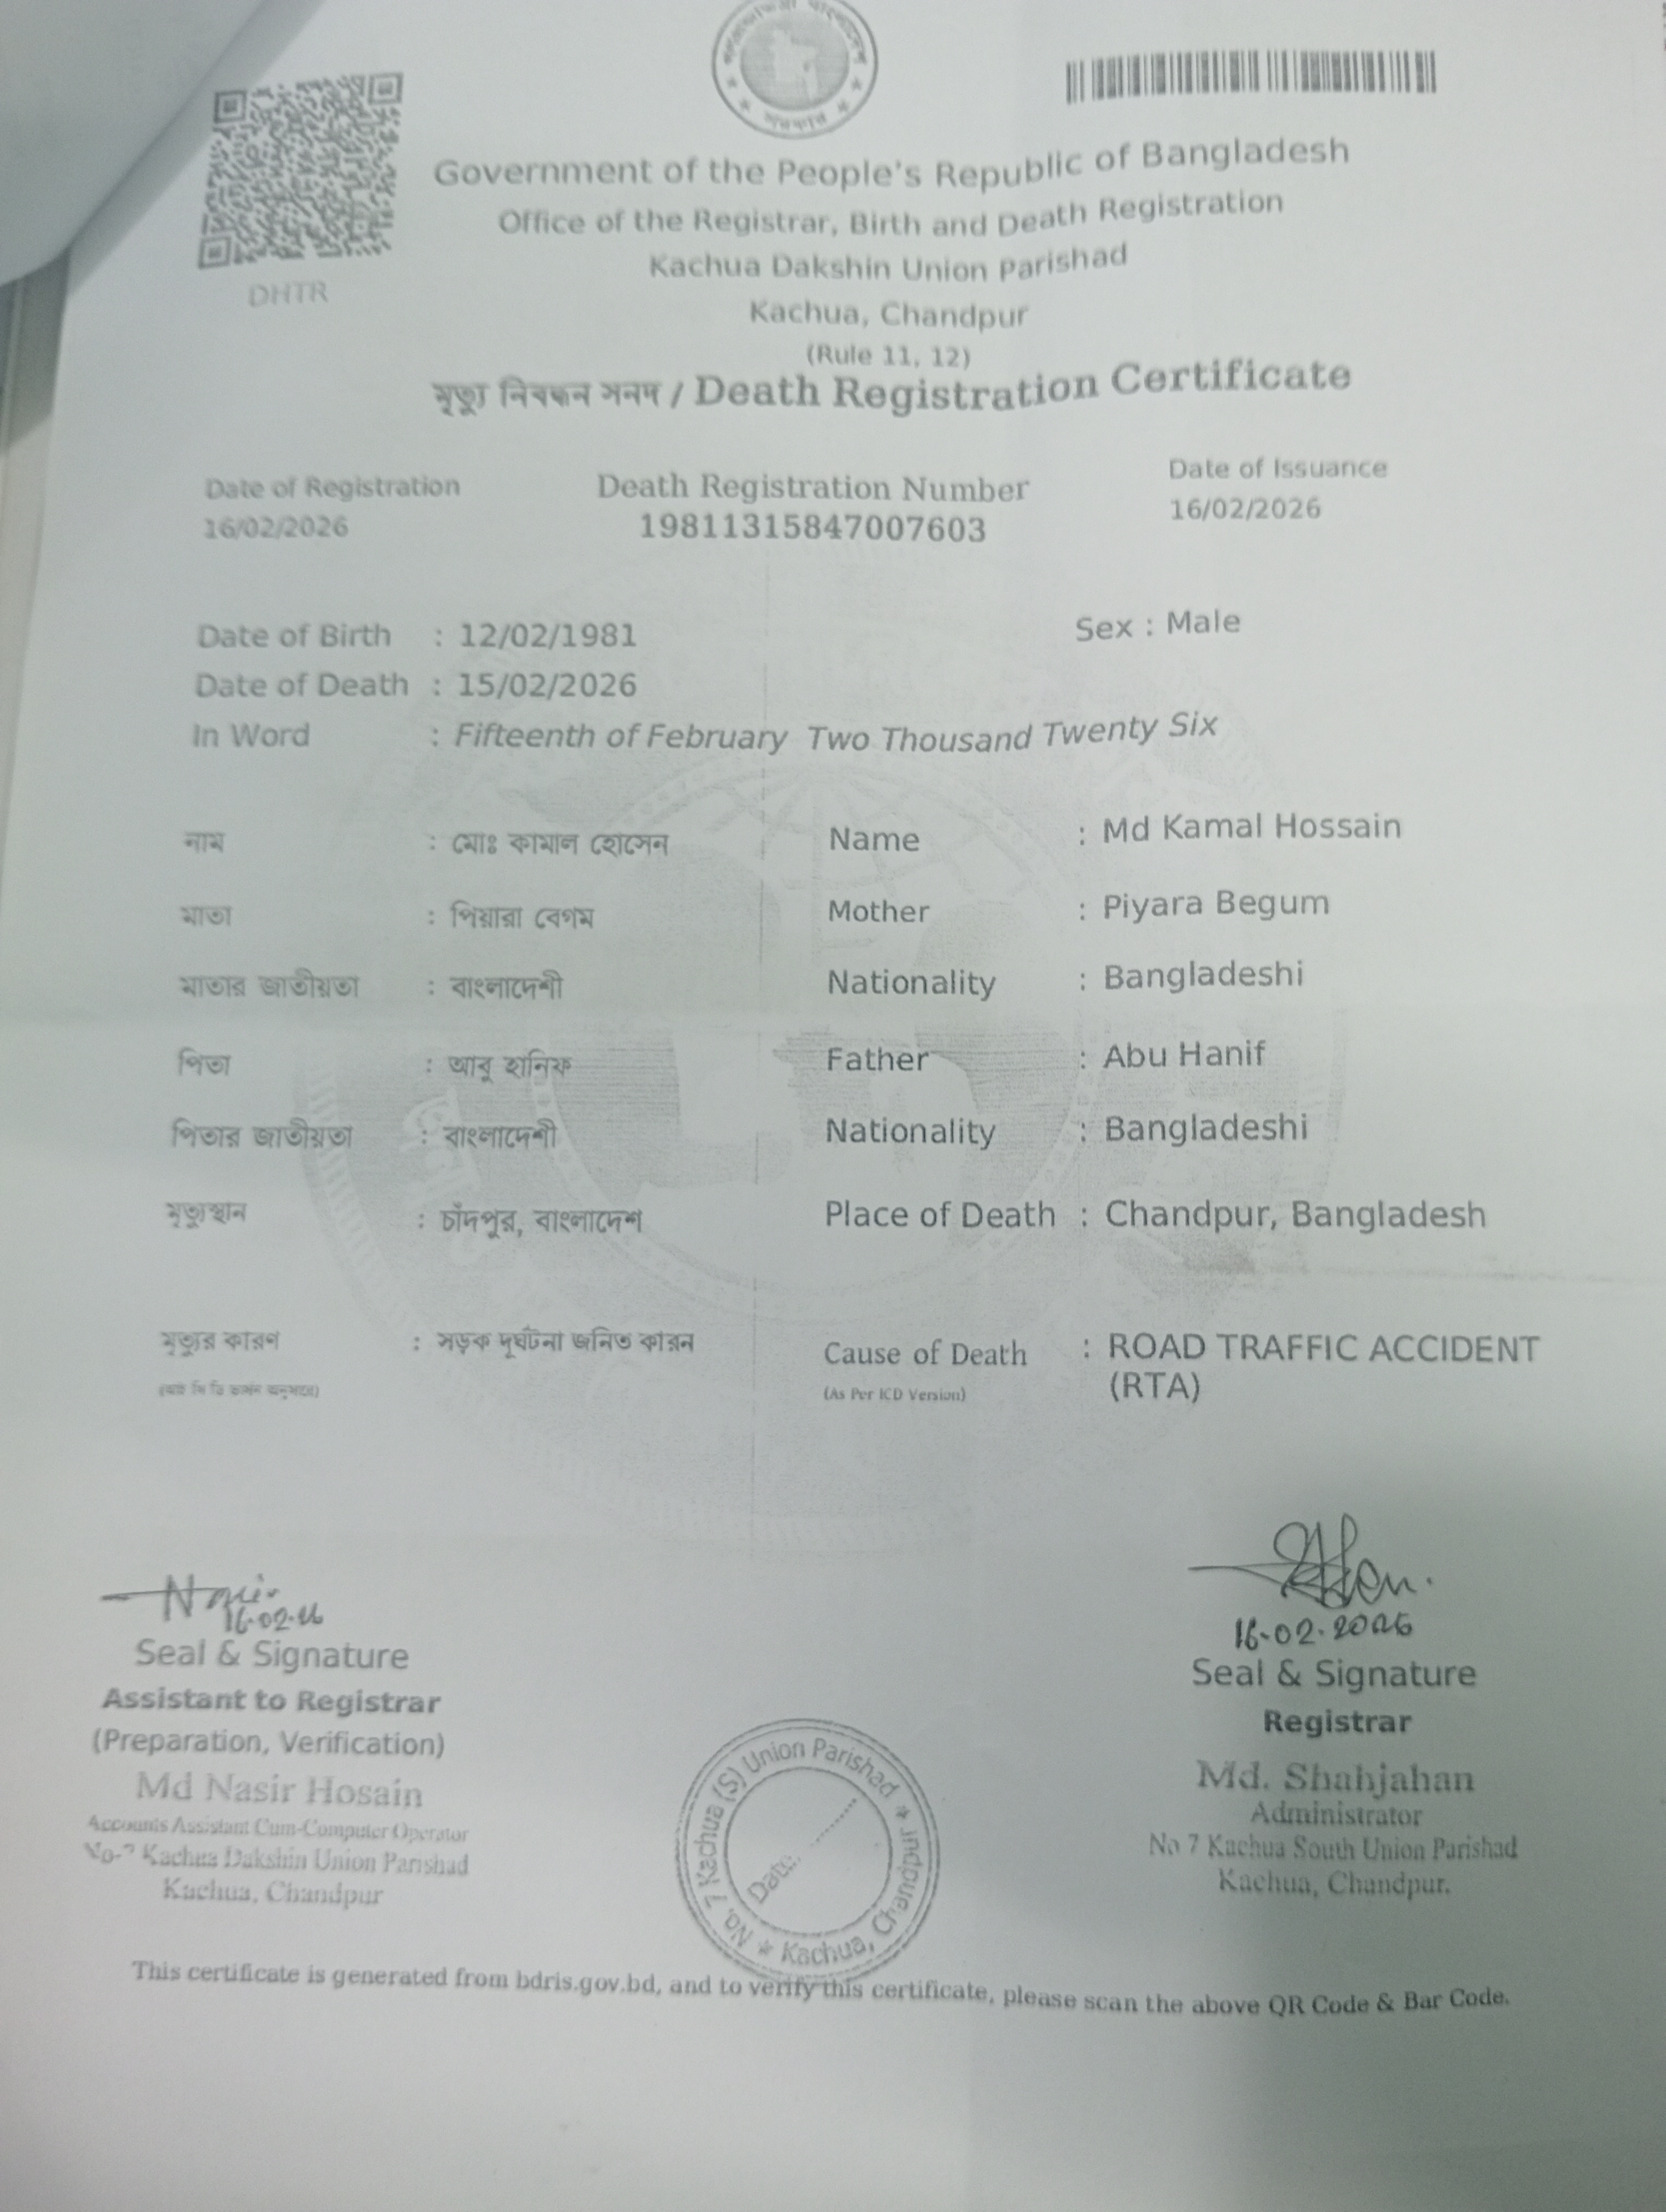 সরকার
DHTR
Government of the People's Republic of Bangladesh
Office of the Registrar, Birth and Death Registration
Kachua Dakshin Union Parishad
Kachua, Chandpur
(Rule 11, 12)
মৃত্যু নিবন্ধন সনদ / Death Registration Certificate
Date of Registration Death Registration Number Date of Issuance
16/02/2026 19811315847007603 16/02/2026
Date of Birth : 12/02/1981 Sex : Male
Date of Death : 15/02/2026
In Word : Fifteenth of February Two Thousand Twenty Six
নাম : মোঃ কামাল হোসেন Name : Md Kamal Hossain
মাতা : পিয়ারা বেগম Mother : Piyara Begum
মাতার জাতীয়তা : বাংলাদেশী Nationality : Bangladeshi
পিতা : আবু হানিফ Father : Abu Hanif
পিতার জাতীয়তা : বাংলাদেশী Nationality : Bangladeshi
মৃত্যুস্থান : চাঁদপুর, বাংলাদেশ Place of Death : Chandpur, Bangladesh
মৃত্যুর কারণ : সড়ক দূর্ঘটনা জনিত কারন Cause of Death : ROAD TRAFFIC ACCIDENT
(As Per ICD Version) (RTA)
16-02-26 16-02-2026
Seal & Signature
Assistant to Registrar
(Preparation, Verification)
Md Nasir Hosain
Accounts Assistant Cum-Computer Operator
No-7 Kachua Dakshin Union Parishad
Kachua, Chandpur
No. 7 Kachua (S) Union Parishad ★ Kachua, Chandpur ★
Date:
Seal & Signature
Registrar
Md. Shahjahan
Administrator
No 7 Kachua South Union Parishad
Kachua, Chandpur.
This certificate is generated from bdris.gov.bd, and to verify this certificate, please scan the above QR Code & Bar Code.